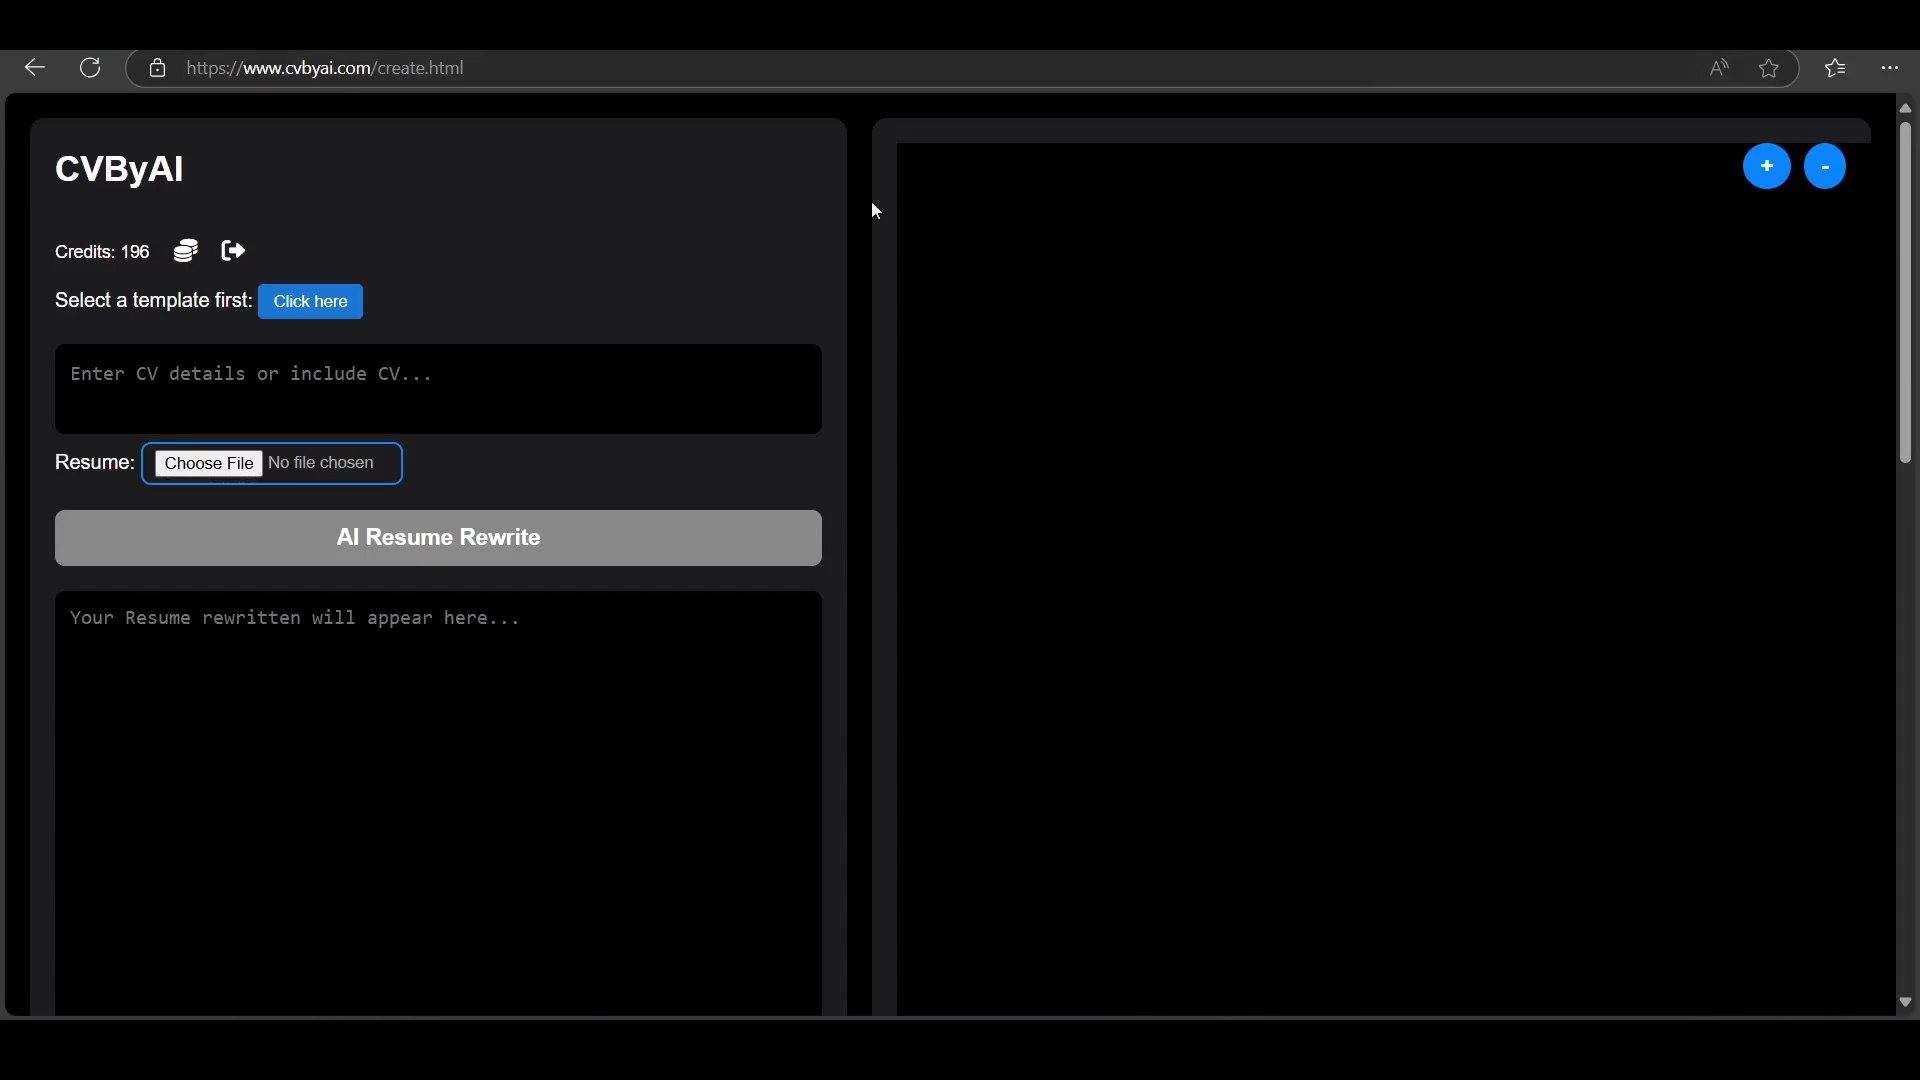 https://www.cvbyai.com/create.html
CVByAI
+ -
Credits: 196
Select a template first: Click here
Enter CV details or include CV...
Resume: Choose File No file chosen
AI Resume Rewrite
Your Resume rewritten will appear here...